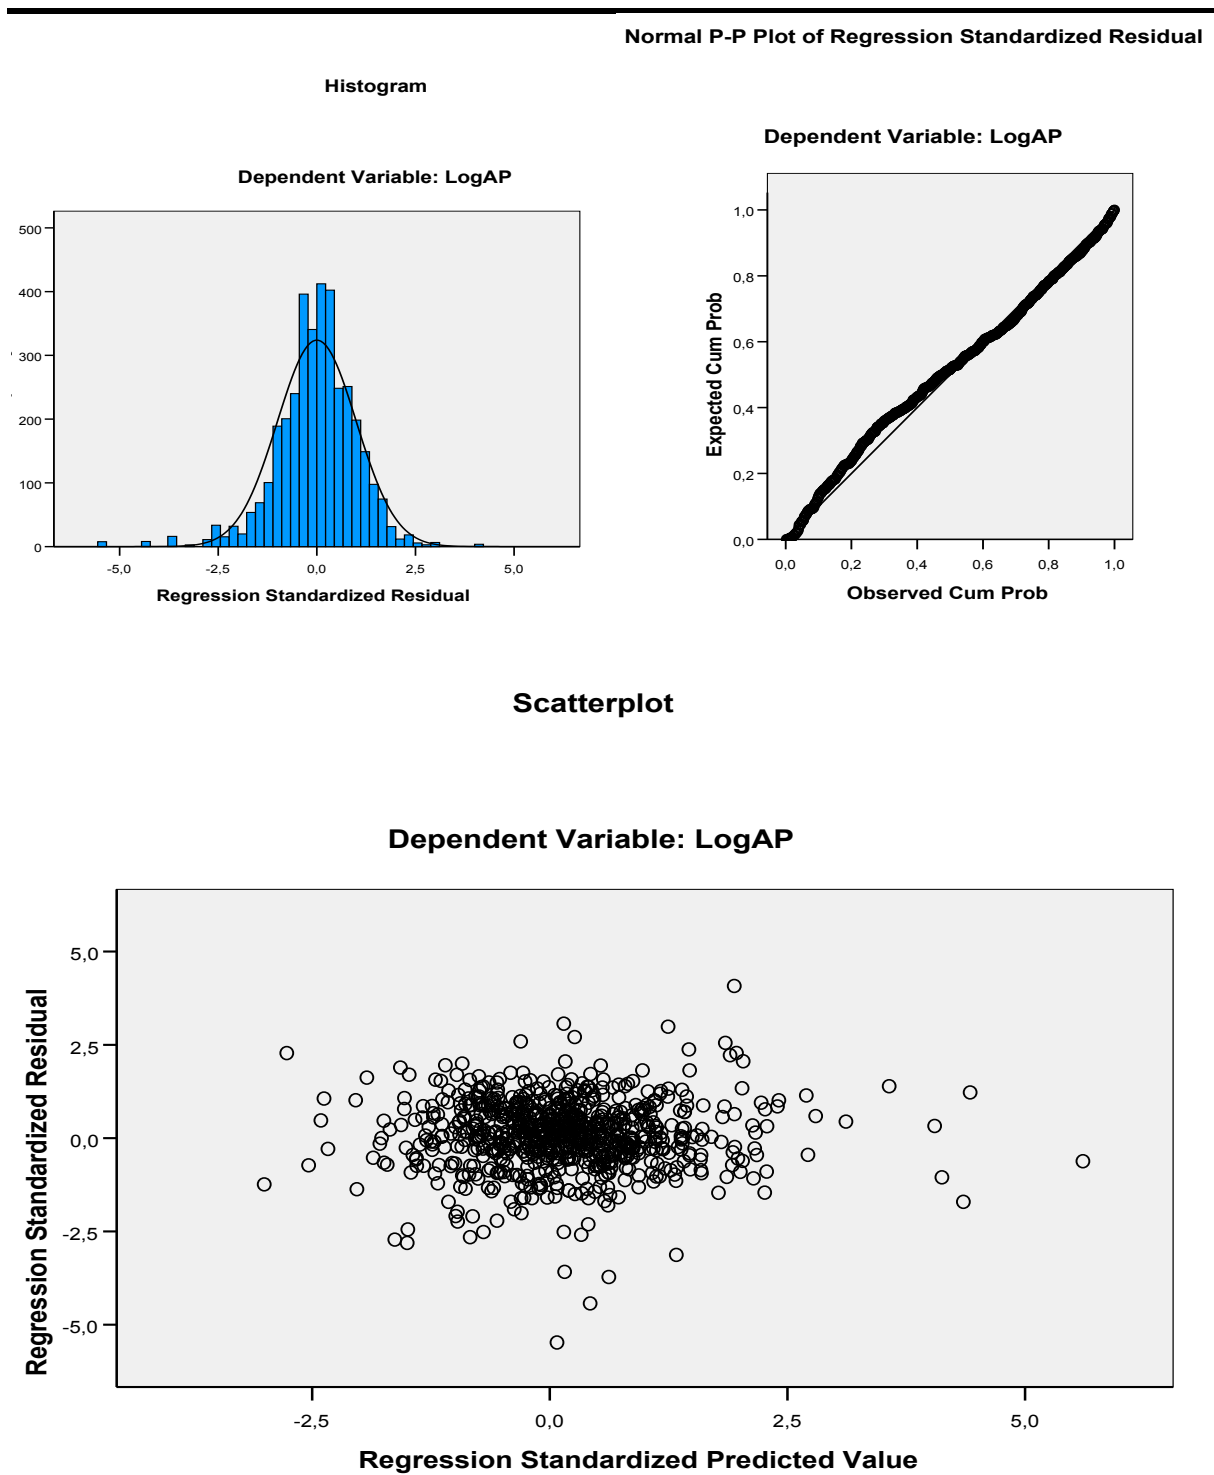 Normal P-P Plot of Regression Standardized Residual
Histogram
Dependent Variable: LogAP
500
400
300
200
100
0
-5,0 -2,5 0,0 2,5 5,0
Regression Standardized Residual
Dependent Variable: LogAP
1,0
0,8
0,6
0,4
0,2
0,0
Expected Cum Prob
0,0 0,2 0,4 0,6 0,8 1,0
Observed Cum Prob
Scatterplot
Dependent Variable: LogAP
5,0
2,5
0,0
-2,5
-5,0
Regression Standardized Residual
-2,5 0,0 2,5 5,0
Regression Standardized Predicted Value